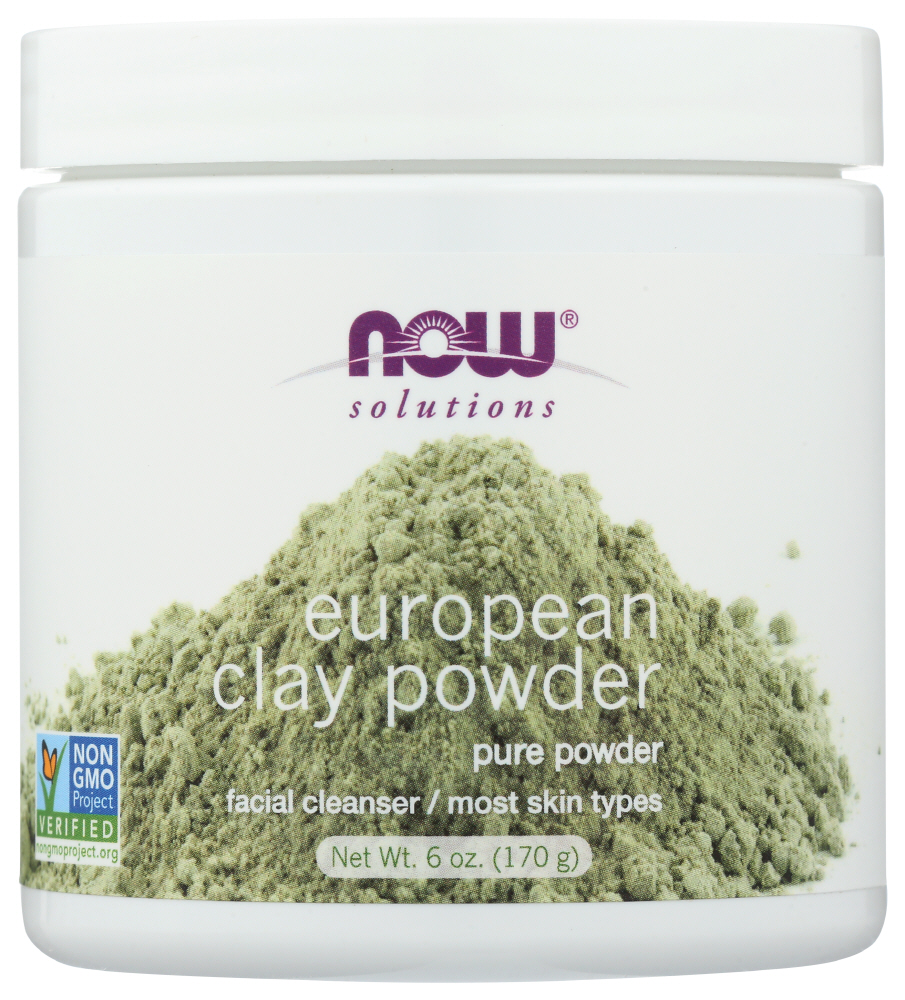 NOW®
solutions
european
clay powder
pure powder
facial cleanser / most skin types
Net Wt. 6 oz. (170 g)
NON
GMO
Project
VERIFIED
nongmoproject.org